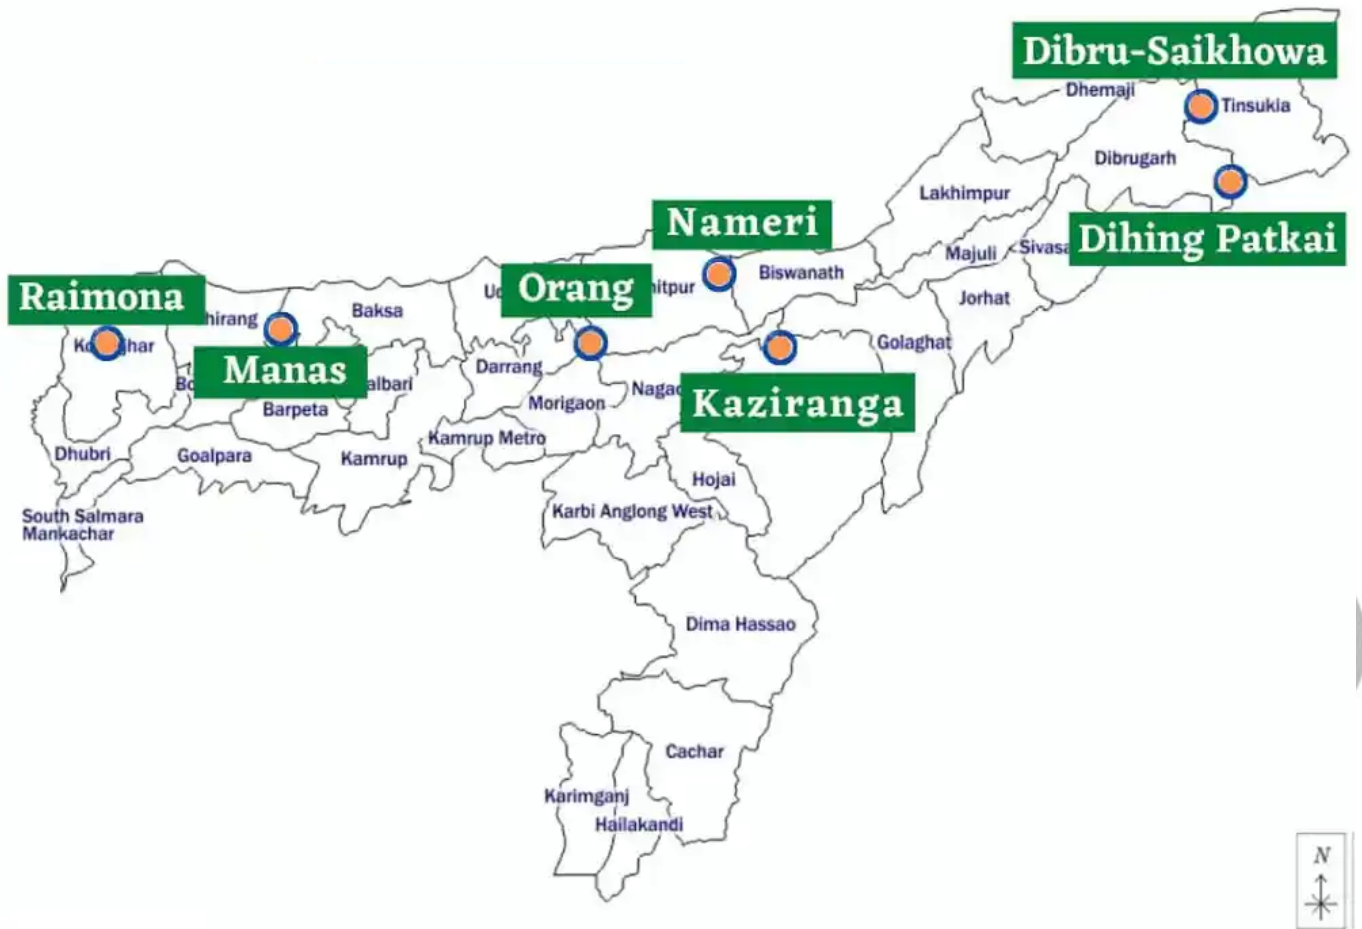 Dibru-Saikhowa
Dhemaji
Tinsukia
Dibrugarh
Lakhimpur
Nameri
Dihing Patkai
Majuli
Biswanath
Jorhat
Raimona
Orang
Baksa
Manas
Golaghat
Darrang
Barpeta
Morigaon
Kaziranga
Kamrup Metro
Dhubri
Goalpara
Kamrup
Hojai
South Salmara
Mankachar
Karbi Anglong West
Dima Hassao
Cachar
Karimganj
Hailakandi
N